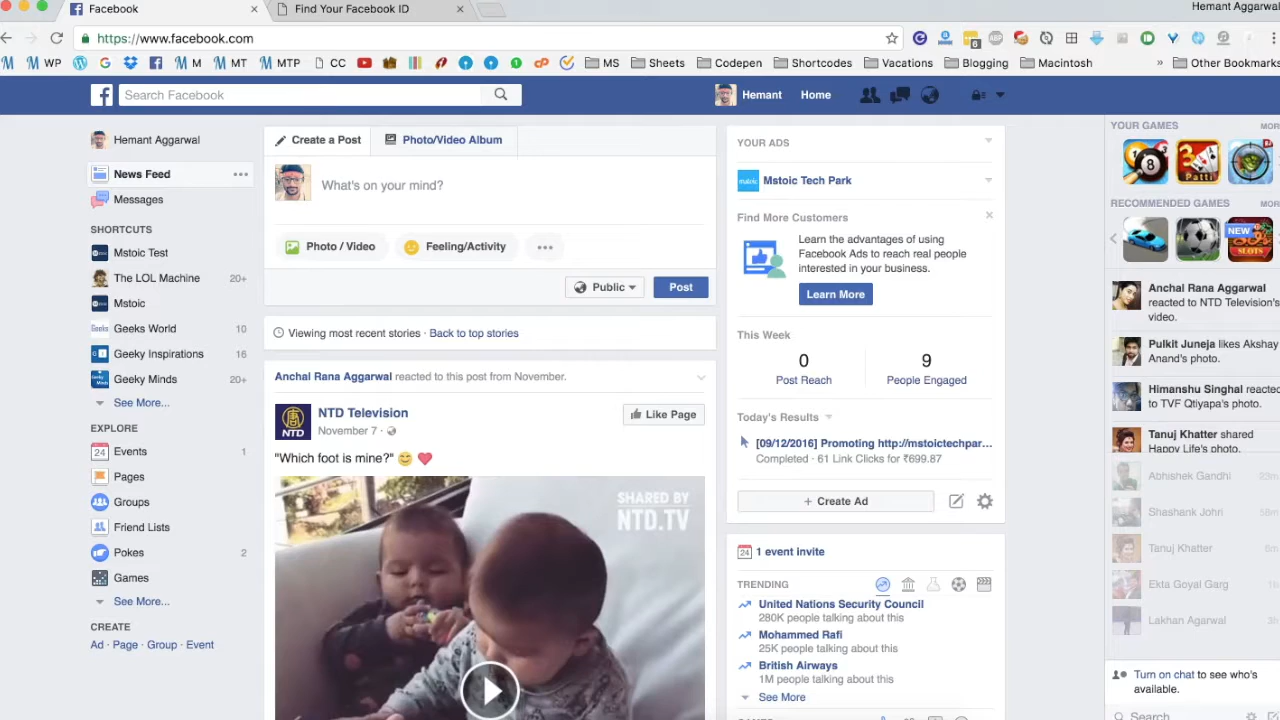 Facebook
Find Your Facebook ID
Hemant Aggarwal
https://www.facebook.com
6
ABP
WP
M
MT
MTP
CC
MS
Sheets
Codepen
Shortcodes
Vacations
Blogging
Macintosh
»
Other Bookmarks
Search Facebook
Hemant
Home
Hemant Aggarwal
News Feed
Messages
SHORTCUTS
Mstoic Test
The LOL Machine 20+
Mstoic
Geeks World 10
Geeky Inspirations 16
Geeky Minds 20+
See More...
EXPLORE
Events 1
Pages
Groups
Friend Lists
Pokes 2
Games
See More...
CREATE
Ad · Page · Group · Event
Create a Post
Photo/Video Album
What's on your mind?
Photo / Video
Feeling/Activity
Public
Post
Viewing most recent stories · Back to top stories
Anchal Rana Aggarwal reacted to this post from November.
NTD Television
November 7 ·
Like Page
"Which foot is mine?" 😊 ❤
SHARED BY
NTD.TV
YOUR ADS
Mstoic Tech Park
Find More Customers
Learn the advantages of using
Facebook Ads to reach real people
interested in your business.
Learn More
This Week
0
Post Reach
9
People Engaged
Today's Results
[09/12/2016] Promoting http://mstoictechpar...
Completed · 61 Link Clicks for ₹699.87
+ Create Ad
24
1 event invite
TRENDING
United Nations Security Council
280K people talking about this
Mohammed Rafi
25K people talking about this
British Airways
1M people talking about this
See More
YOUR GAMES
MOR
RECOMMENDED GAMES
MOR
NEW
SLOTS
Anchal Rana Aggarwal
reacted to NTD Television's
video.
Pulkit Juneja likes Akshay
Anand's photo.
Himanshu Singhal reacted
to TVF Qtiyapa's photo.
Tanuj Khatter shared
Happy Life's photo.
Abhishek Gandhi 23m
Shashank Johri 58m
Tanuj Khatter 6m
Ekta Goyal Garg
Lakhan Agarwal
Turn on chat to see who's
available.
Search